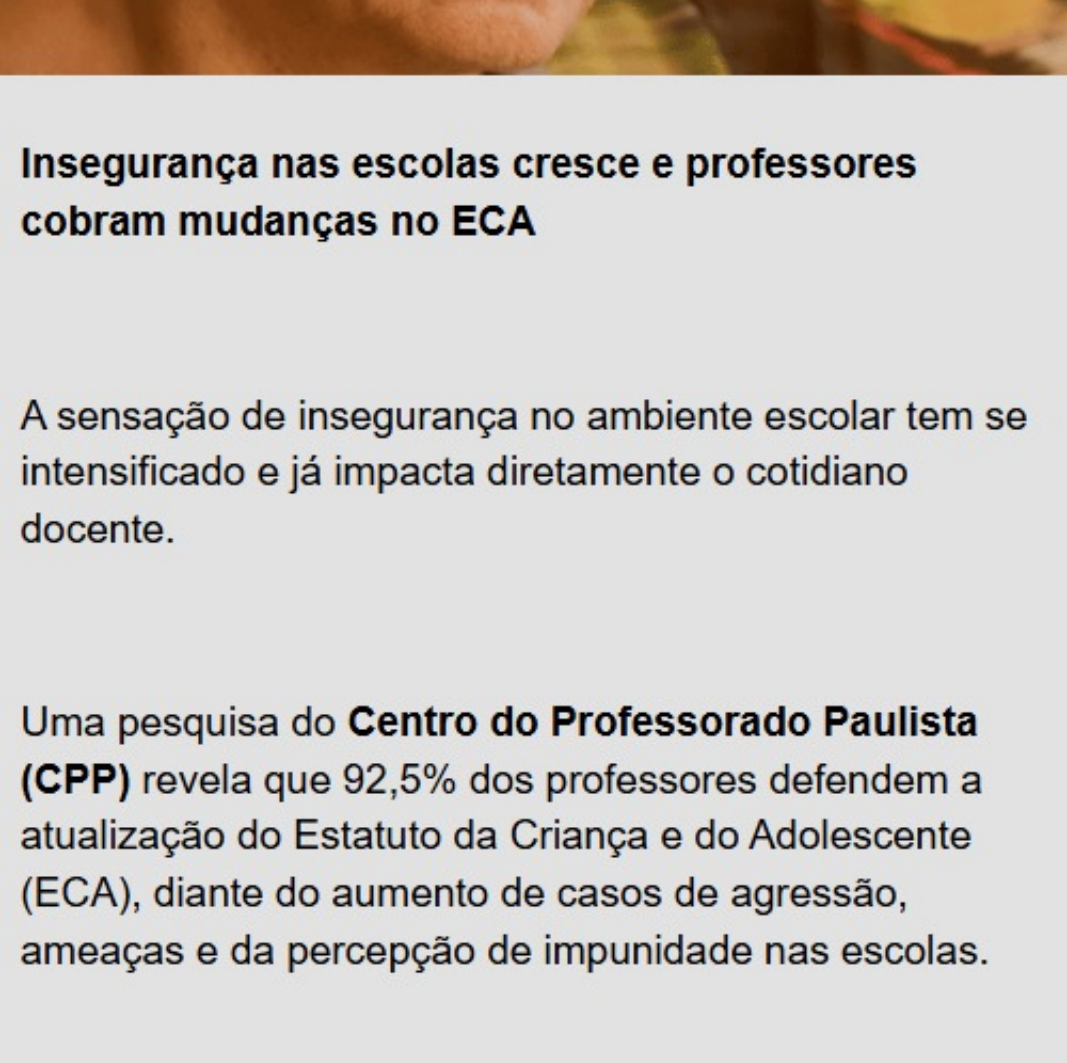 Insegurança nas escolas cresce e professores
cobram mudanças no ECA
A sensação de insegurança no ambiente escolar tem se
intensificado e já impacta diretamente o cotidiano
docente.
Uma pesquisa do Centro do Professorado Paulista
(CPP) revela que 92,5% dos professores defendem a
atualização do Estatuto da Criança e do Adolescente
(ECA), diante do aumento de casos de agressão,
ameaças e da percepção de impunidade nas escolas.